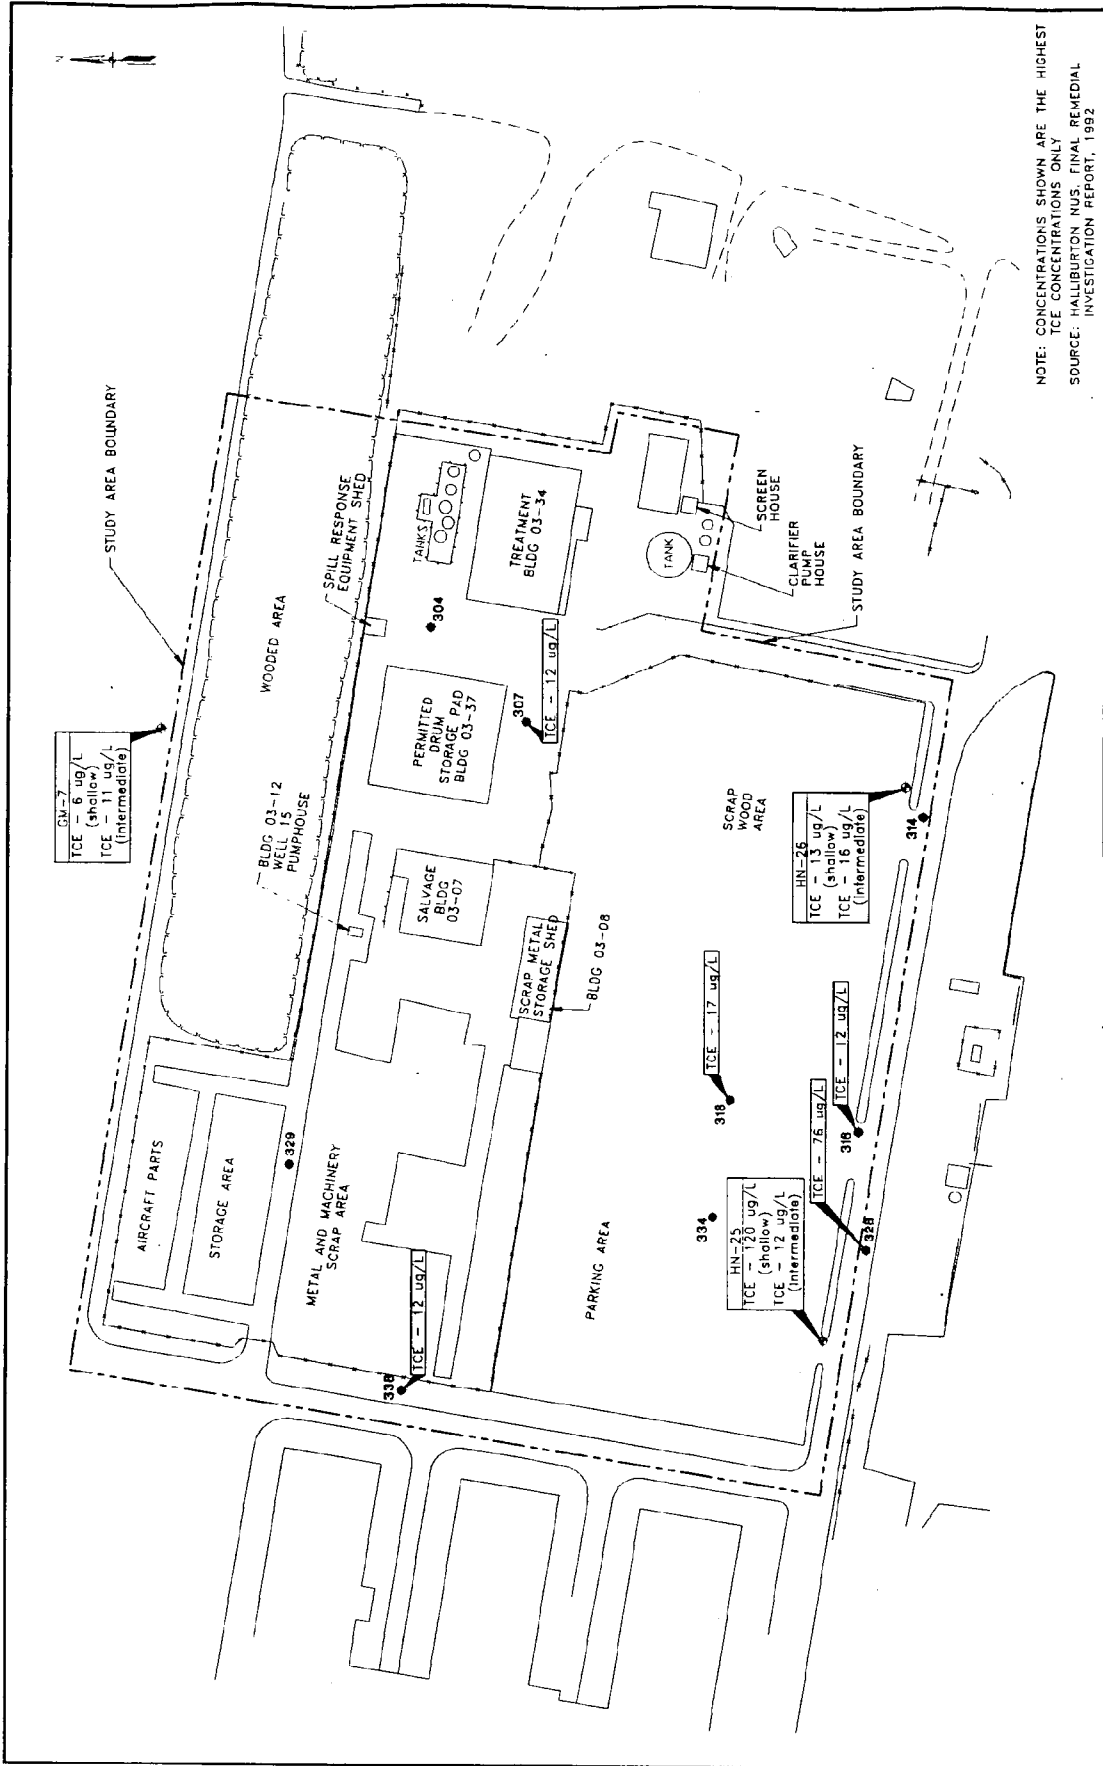 N
STUDY AREA BOUNDARY
GM-7
TCE - 6 ug/L
(shallow)
TCE - 11 ug/L
(intermediate)
WOODED AREA
SPILL RESPONSE
EQUIPMENT SHED
BLDG 03-12
WELL 15
PUMPHOUSE
AIRCRAFT PARTS
STORAGE AREA
329
METAL AND MACHINERY
SCRAP AREA
338
TCE - 12 ug/L
SALVAGE
BLDG
03-07
PERMITTED
DRUM
STORAGE PAD
BLDG 03-37
304
TANKS
TREATMENT
BLDG 03-34
307
TCE - 12 ug/L
SCRAP METAL
STORAGE SHED
BLDG 03-08
TANK
SCREEN
HOUSE
CLARIFIER
PUMP
HOUSE
STUDY AREA BOUNDARY
PARKING AREA
SCRAP
WOOD
AREA
334
318
TCE - 17 ug/L
HN-25
TCE - 120 ug/L
(shallow)
TCE - 12 ug/L
(intermediate)
TCE - 76 ug/L
328
316
TCE - 12 ug/L
HN-26
TCE - 13 ug/L
(shallow)
TCE - 16 ug/L
(intermediate)
314
NOTE: CONCENTRATIONS SHOWN ARE THE HIGHEST
TCE CONCENTRATIONS ONLY
SOURCE: HALLIBURTON NUS, FINAL REMEDIAL
INVESTIGATION REPORT, 1992